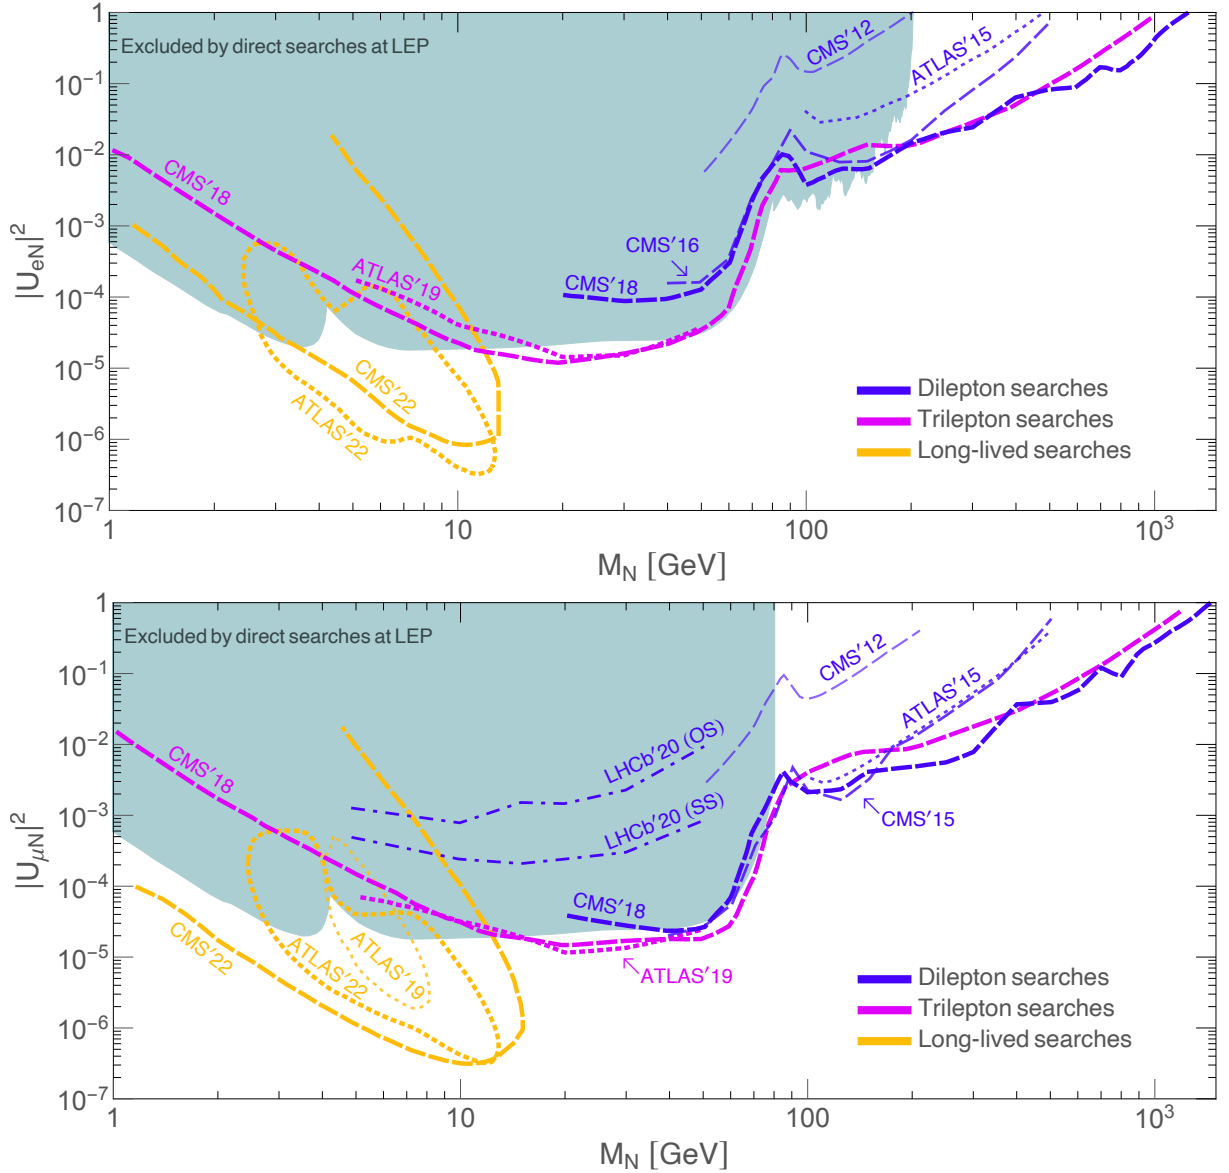 1
Excluded by direct searches at LEP
CMS′12
ATLAS′15
10⁻¹
10⁻²
CMS′18
|U_eN|²
10⁻³
CMS′16
ATLAS′19
CMS′18
10⁻⁴
10⁻⁵
CMS′22
Dilepton searches
ATLAS′22
Trilepton searches
10⁻⁶
Long-lived searches
10⁻⁷
1
10
100
10³
M_N [GeV]
1
Excluded by direct searches at LEP
CMS′12
10⁻¹
ATLAS′15
LHCb′20 (OS)
10⁻²
CMS′18
|U_μN|²
10⁻³
LHCb′20 (SS)
CMS′15
10⁻⁴
CMS′18
CMS′22
ATLAS′22
ATLAS′19
10⁻⁵
ATLAS′19
Dilepton searches
Trilepton searches
10⁻⁶
Long-lived searches
10⁻⁷
1
10
100
10³
M_N [GeV]